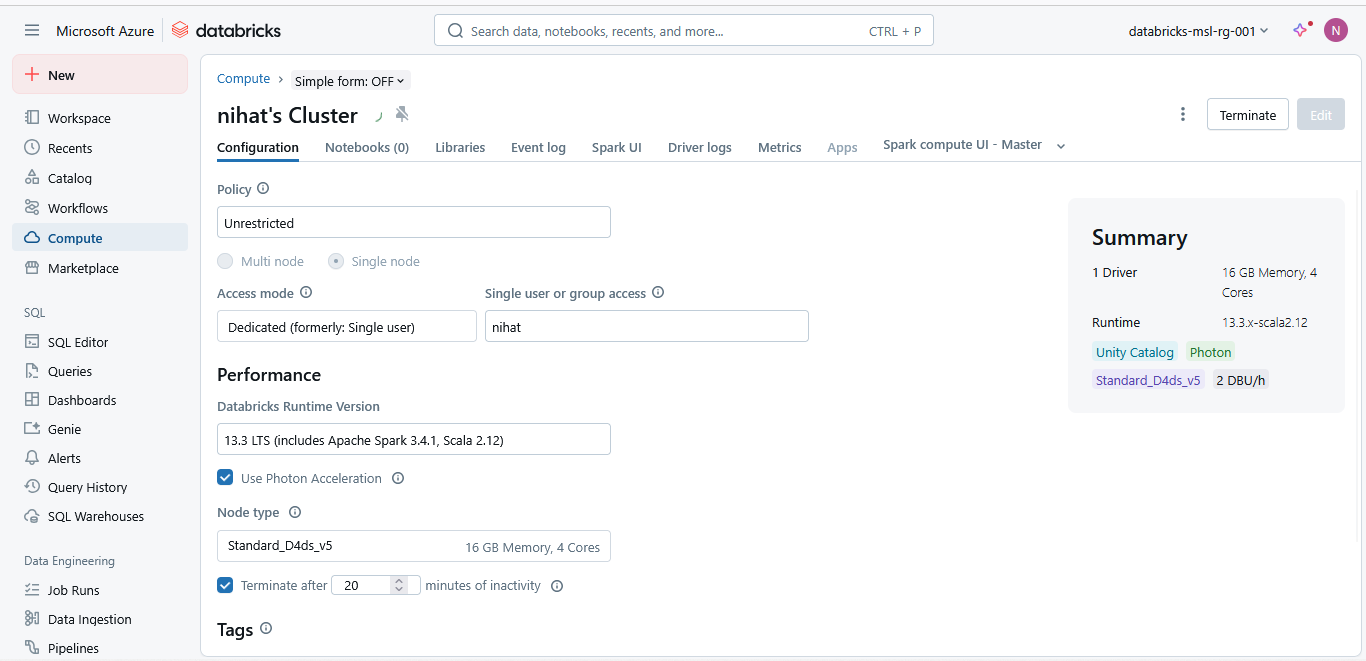 Microsoft Azure databricks Search data, notebooks, recents, and more... CTRL + P databricks-msl-rg-001 N
New
Workspace
Recents
Catalog
Workflows
Compute
Marketplace
SQL
SQL Editor
Queries
Dashboards
Genie
Alerts
Query History
SQL Warehouses
Data Engineering
Job Runs
Data Ingestion
Pipelines
Compute › Simple form: OFF
nihat's Cluster Terminate Edit
Configuration Notebooks (0) Libraries Event log Spark UI Driver logs Metrics Apps Spark compute UI - Master
Policy
Unrestricted
Multi node Single node
Access mode Single user or group access
Dedicated (formerly: Single user) nihat
Performance
Databricks Runtime Version
13.3 LTS (includes Apache Spark 3.4.1, Scala 2.12)
Use Photon Acceleration
Node type
Standard_D4ds_v5 16 GB Memory, 4 Cores
Terminate after 20 minutes of inactivity
Tags
Summary
1 Driver 16 GB Memory, 4
Cores
Runtime 13.3.x-scala2.12
Unity Catalog Photon
Standard_D4ds_v5 2 DBU/h